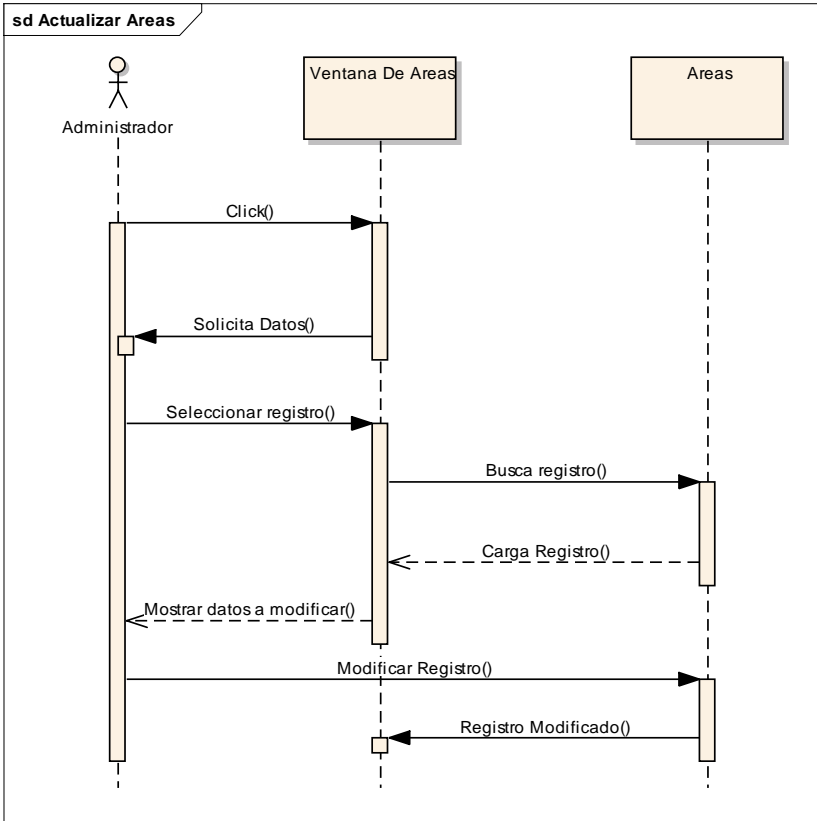 sd Actualizar Areas
Administrador
Ventana De Areas
Areas
Click()
Solicita Datos()
Seleccionar registro()
Busca registro()
Carga Registro()
Mostrar datos a modificar()
Modificar Registro()
Registro Modificado()